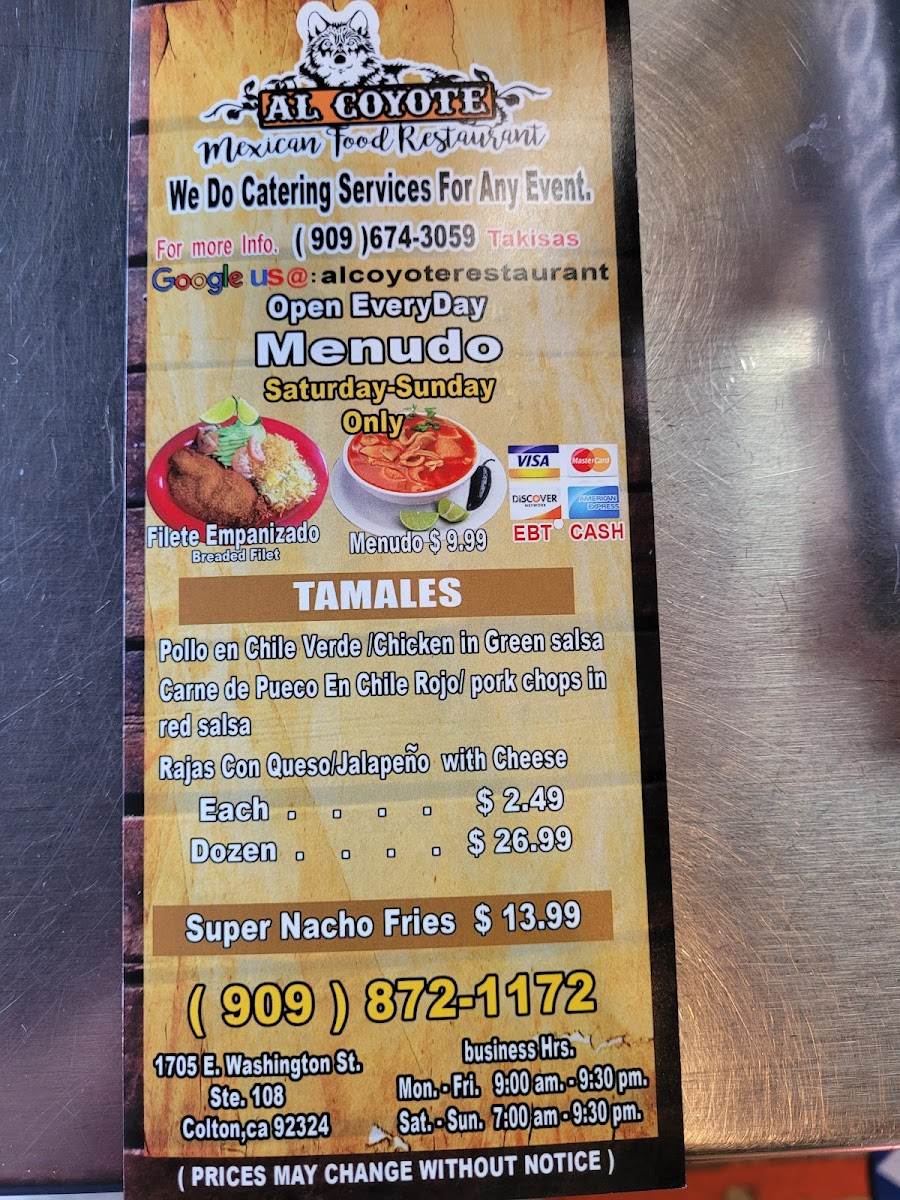 AL COYOTE
Mexican Food Restaurant
We Do Catering Services For Any Event.
For more Info. ( 909 )674-3059 Takisas
Google us@:alcoyoterestaurant
Open EveryDay
Menudo
Saturday-Sunday
Only
VISA MasterCard
DISCOVER NETWORK AMERICAN EXPRESS
EBT CASH
Filete Empanizado
Breaded Filet
Menudo $ 9.99
TAMALES
Pollo en Chile Verde /Chicken in Green salsa
Carne de Pueco En Chile Rojo/ pork chops in
red salsa
Rajas Con Queso/Jalapeño with Cheese
Each . . . . $ 2.49
Dozen . . . . $ 26.99
Super Nacho Fries $ 13.99
( 909 ) 872-1172
1705 E. Washington St.
Ste. 108
Colton,ca 92324
business Hrs.
Mon. - Fri. 9:00 am. - 9:30 pm.
Sat. - Sun. 7:00 am - 9:30 pm.
( PRICES MAY CHANGE WITHOUT NOTICE )